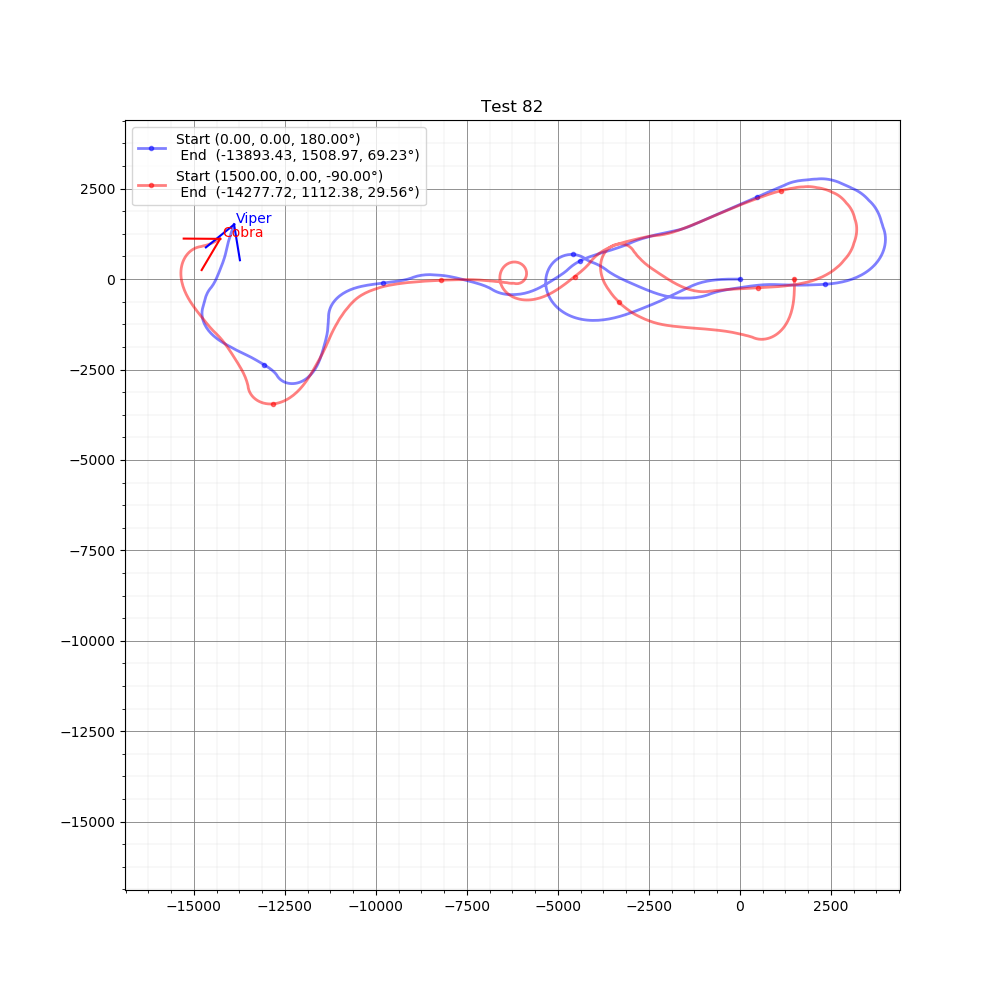 Test 82
Start (0.00, 0.00, 180.00°)
End  (-13893.43, 1508.97, 69.23°)
Start (1500.00, 0.00, -90.00°)
End  (-14277.72, 1112.38, 29.56°)
Viper
Cobra
2500
0
−2500
−5000
−7500
−10000
−12500
−15000
−15000 −12500 −10000 −7500 −5000 −2500 0 2500